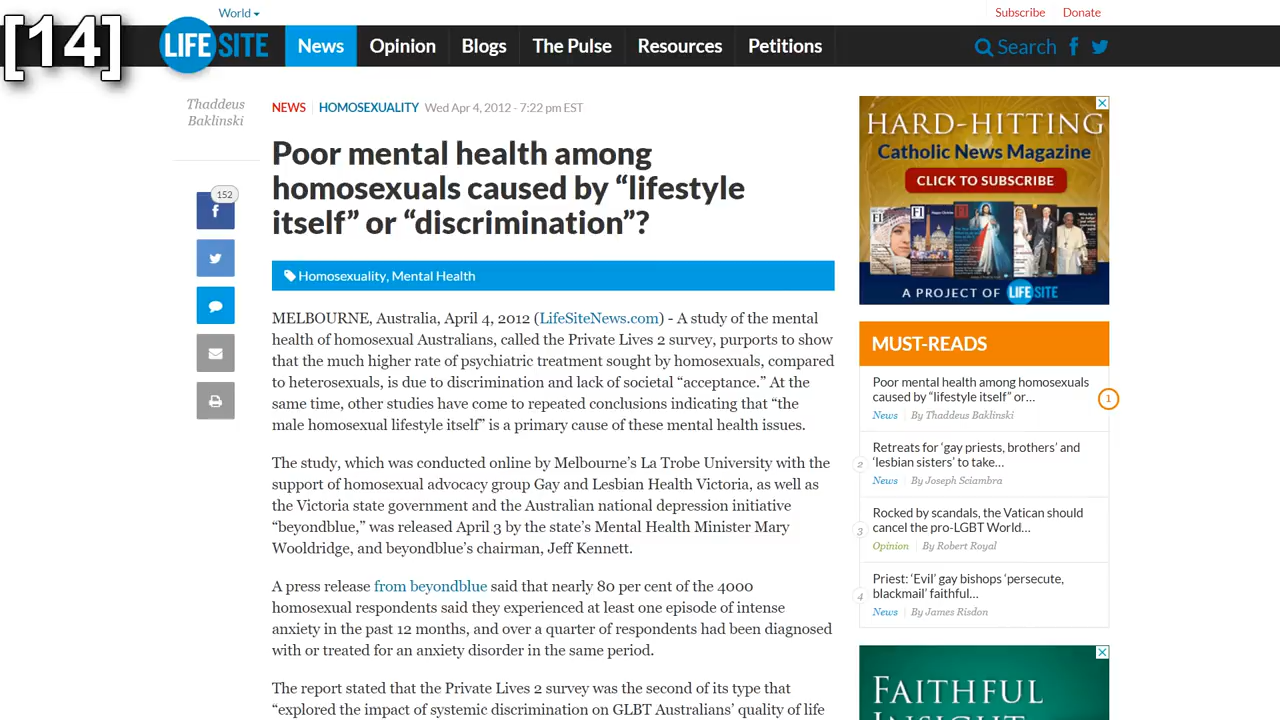 World
Subscribe
Donate
[14]
LIFE SITE
News
Opinion
Blogs
The Pulse
Resources
Petitions
Search
Thaddeus
Baklinski
NEWS HOMOSEXUALITY Wed Apr 4, 2012 - 7:22 pm EST
Poor mental health among
homosexuals caused by “lifestyle
itself” or “discrimination”?
152
Homosexuality, Mental Health
MELBOURNE, Australia, April 4, 2012 (LifeSiteNews.com) - A study of the mental
health of homosexual Australians, called the Private Lives 2 survey, purports to show
that the much higher rate of psychiatric treatment sought by homosexuals, compared
to heterosexuals, is due to discrimination and lack of societal “acceptance.” At the
same time, other studies have come to repeated conclusions indicating that “the
male homosexual lifestyle itself” is a primary cause of these mental health issues.
The study, which was conducted online by Melbourne’s La Trobe University with the
support of homosexual advocacy group Gay and Lesbian Health Victoria, as well as
the Victoria state government and the Australian national depression initiative
“beyondblue,” was released April 3 by the state’s Mental Health Minister Mary
Wooldridge, and beyondblue’s chairman, Jeff Kennett.
A press release from beyondblue said that nearly 80 per cent of the 4000
homosexual respondents said they experienced at least one episode of intense
anxiety in the past 12 months, and over a quarter of respondents had been diagnosed
with or treated for an anxiety disorder in the same period.
The report stated that the Private Lives 2 survey was the second of its type that
“explored the impact of systemic discrimination on GLBT Australians’ quality of life
HARD-HITTING
Catholic News Magazine
CLICK TO SUBSCRIBE
A PROJECT OF LIFE SITE
MUST-READS
Poor mental health among homosexuals
caused by “lifestyle itself” or...
1
News By Thaddeus Baklinski
Retreats for ‘gay priests, brothers’ and
2
‘lesbian sisters’ to take...
News By Joseph Sciambra
Rocked by scandals, the Vatican should
3
cancel the pro-LGBT World...
Opinion By Robert Royal
Priest: ‘Evil’ gay bishops ‘persecute,
4
blackmail’ faithful...
News By James Risdon
FAITHFUL
INSIGHT